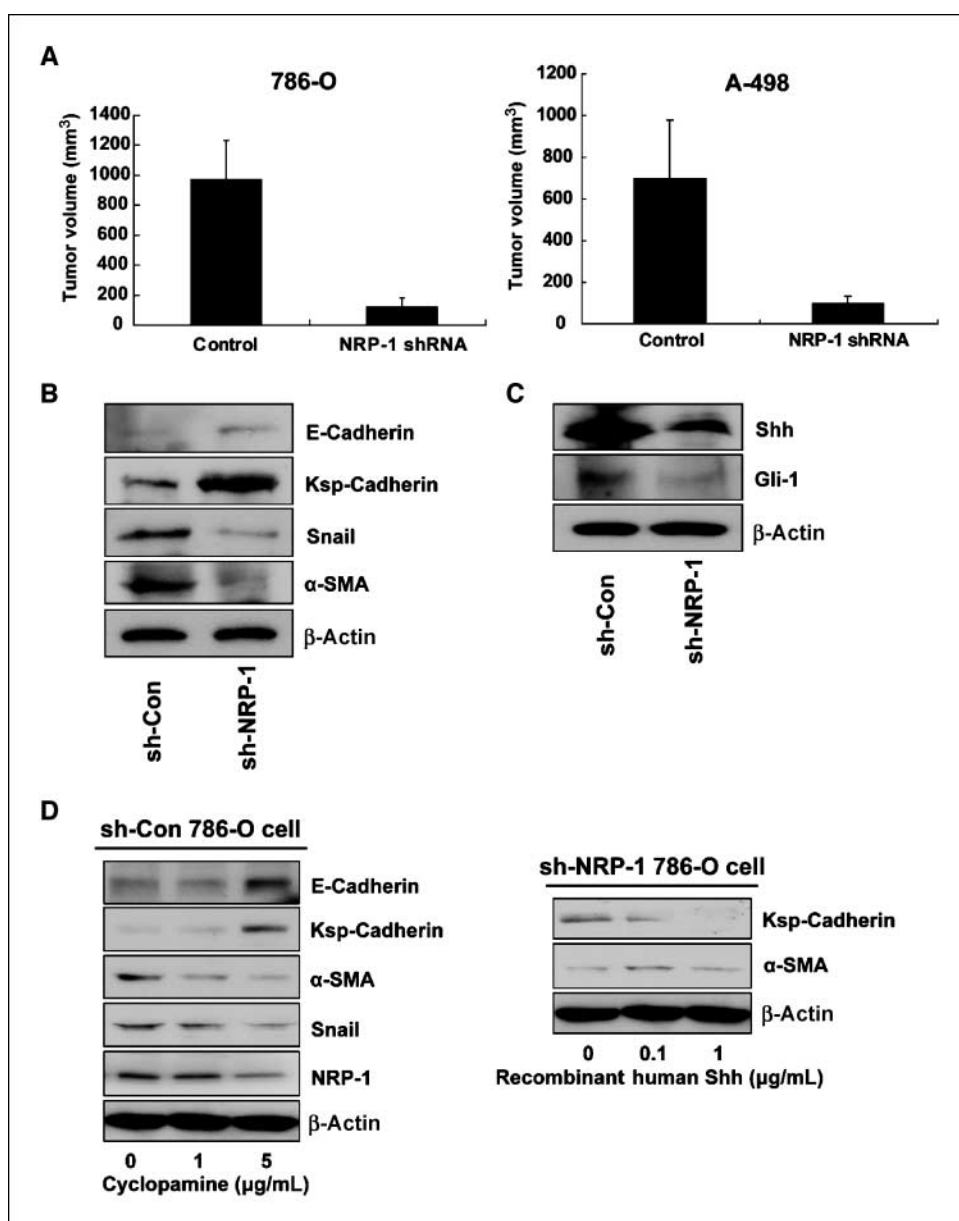 A
786-O
Tumor volume (mm³)
1400
1200
1000
800
600
400
200
0
Control
NRP-1 shRNA
A-498
Tumor volume (mm³)
1200
1000
800
600
400
200
0
Control
NRP-1 shRNA
B
E-Cadherin
Ksp-Cadherin
Snail
α-SMA
β-Actin
sh-Con
sh-NRP-1
C
Shh
Gli-1
β-Actin
sh-Con
sh-NRP-1
D
sh-Con 786-O cell
E-Cadherin
Ksp-Cadherin
α-SMA
Snail
NRP-1
β-Actin
0 1 5
Cyclopamine (µg/mL)
sh-NRP-1 786-O cell
Ksp-Cadherin
α-SMA
β-Actin
0 0.1 1
Recombinant human Shh (µg/mL)